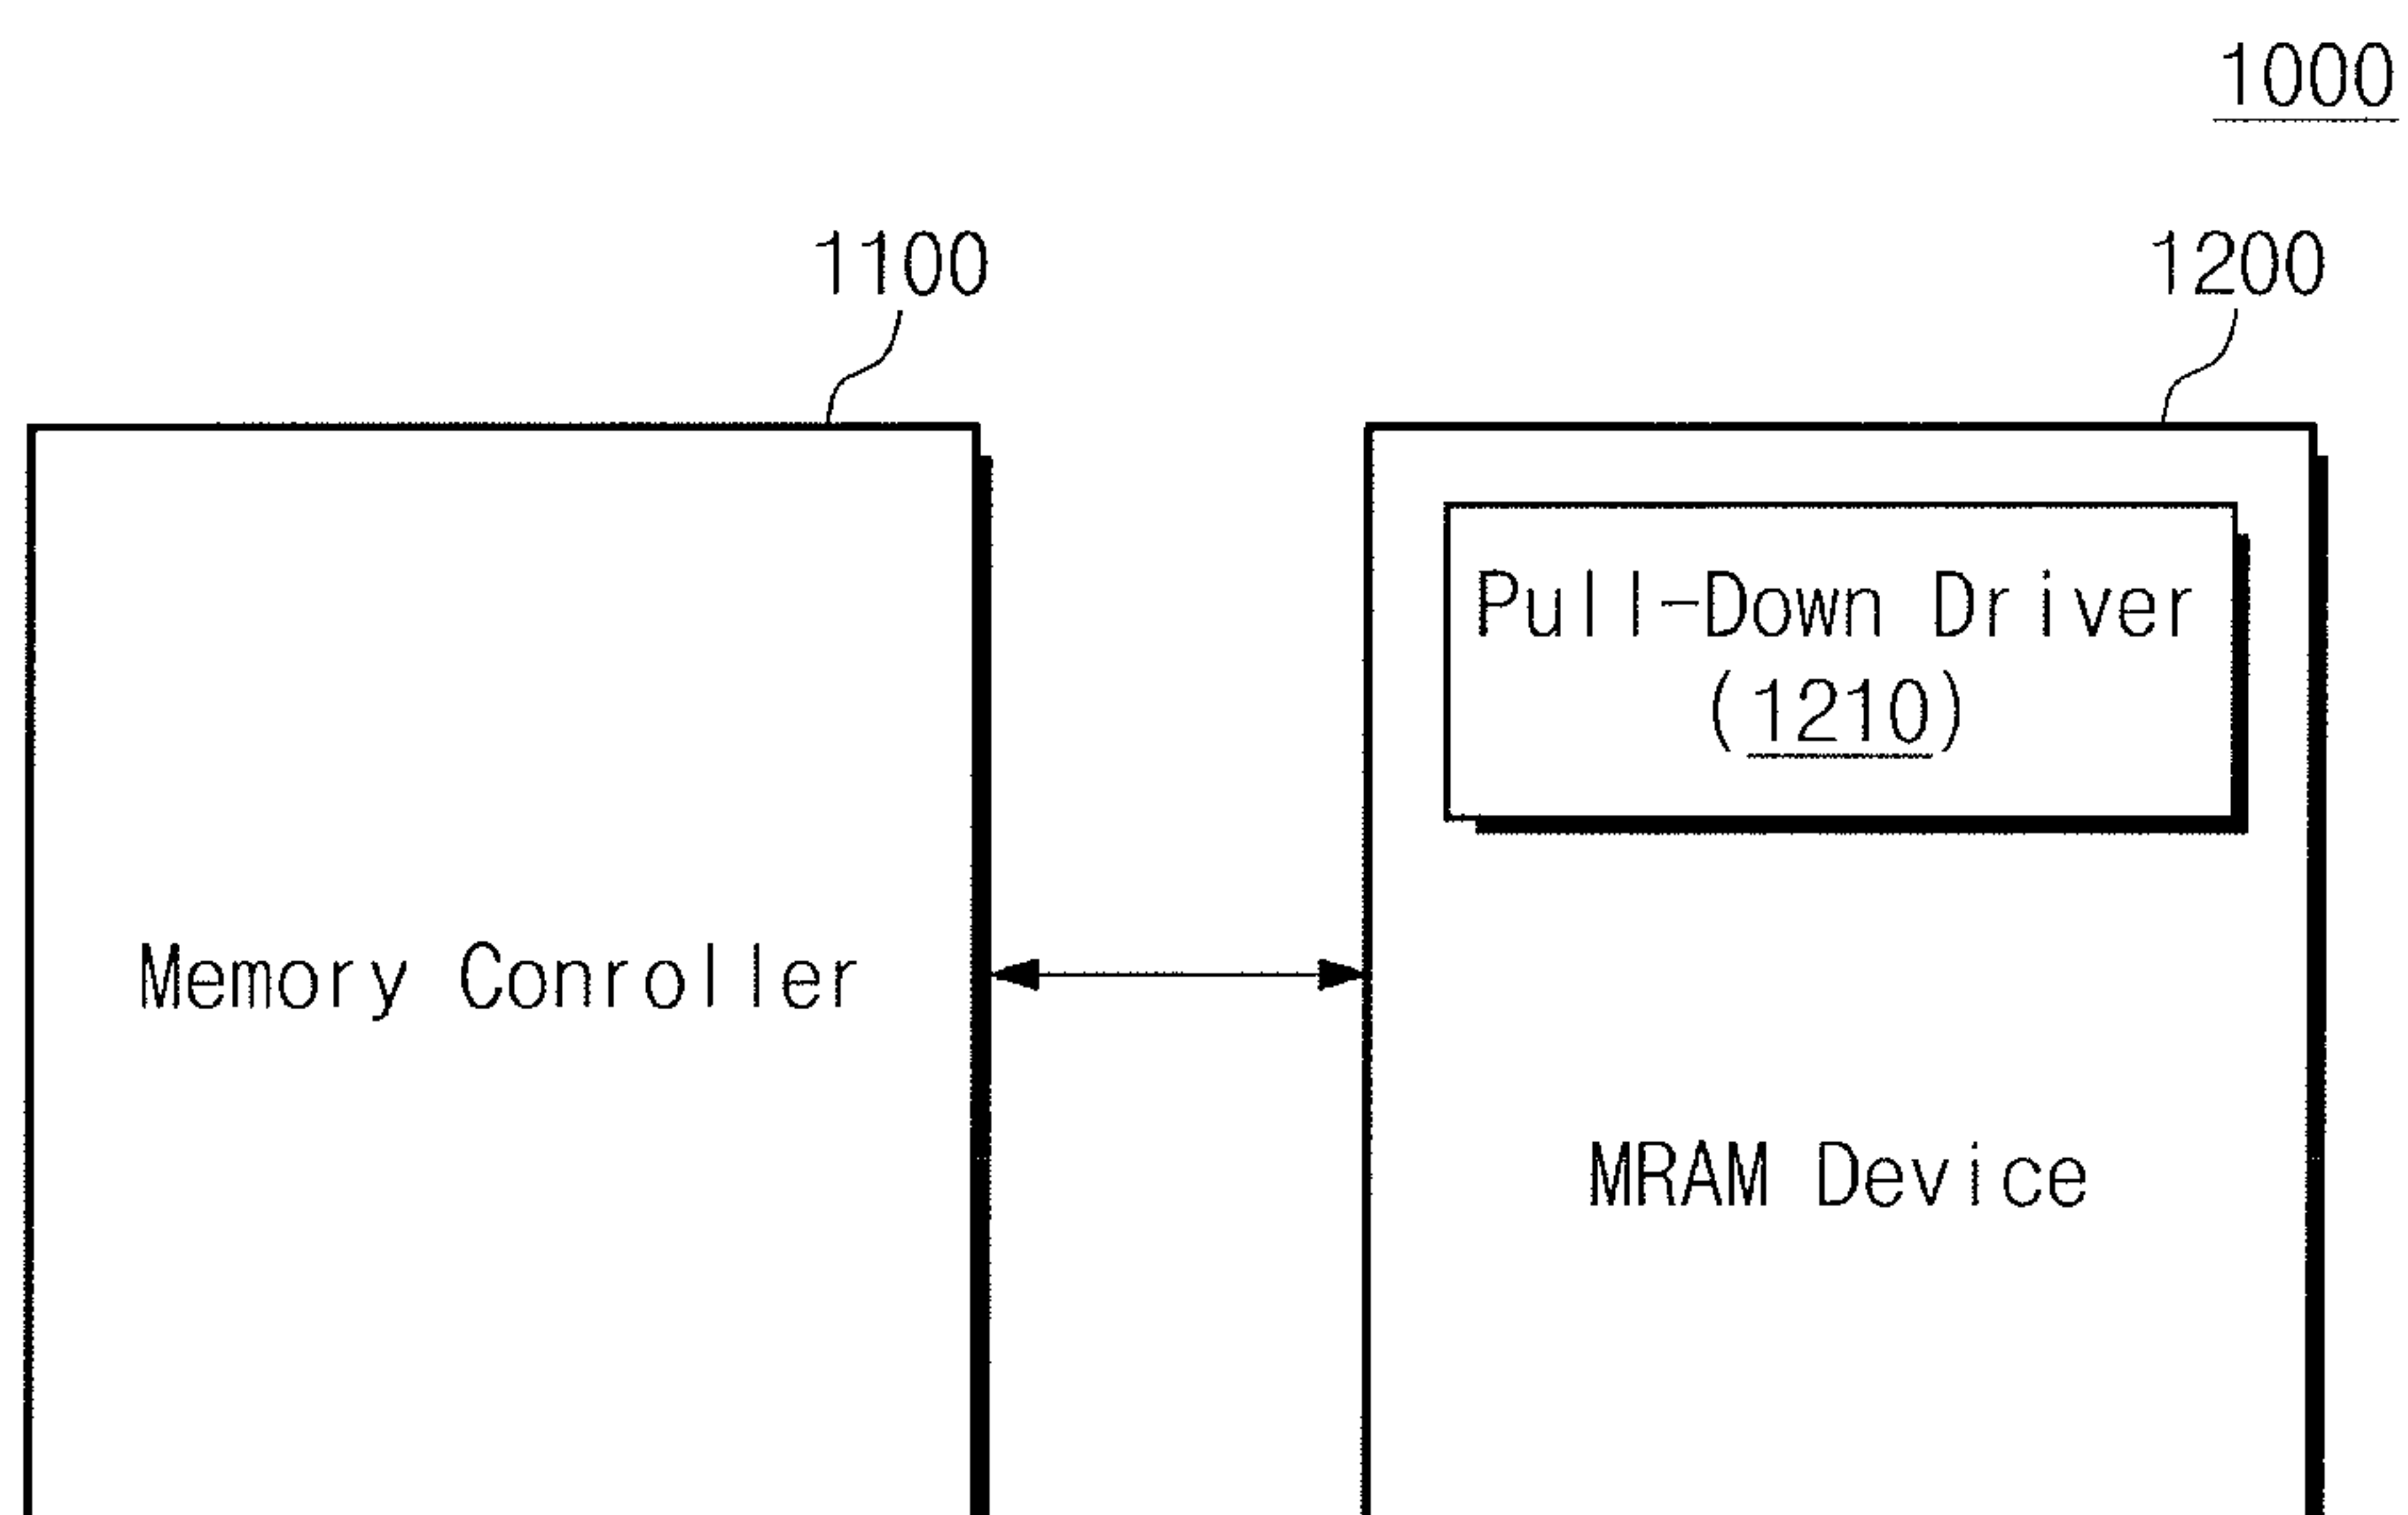 1000
1100
1200
Pull-Down Driver
(1210)
Memory Conroller
MRAM Device